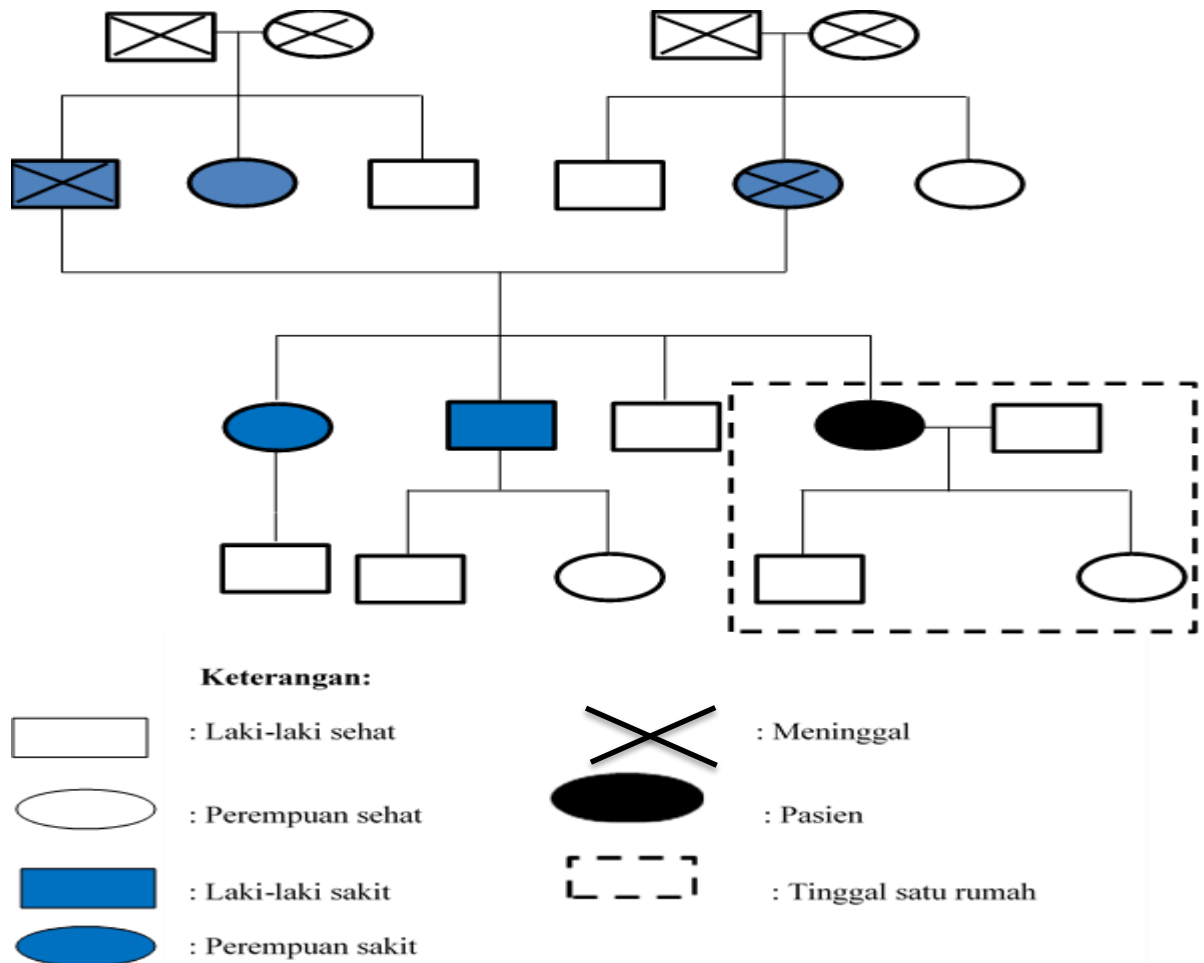 Keterangan:
: Laki-laki sehat
: Meninggal
: Perempuan sehat
: Pasien
: Laki-laki sakit
: Tinggal satu rumah
: Perempuan sakit